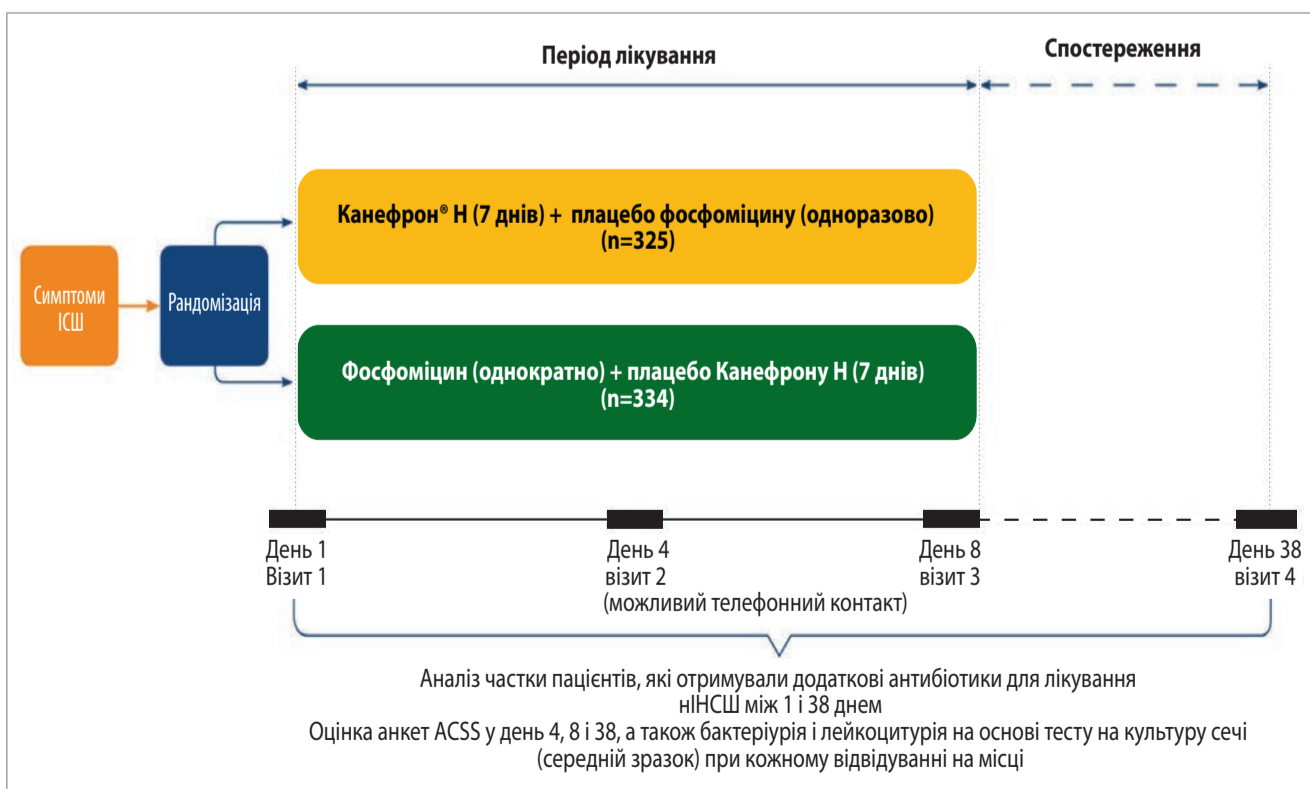 Період лікування
Спостереження
Канефрон® Н (7 днів) + плацебо фосфоміцину (одноразово)
(n=325)
Симптоми
ІСШ
Рандомізація
Фосфоміцин (однократно) + плацебо Канефрону Н (7 днів)
(n=334)
День 1
Візит 1
День 4
візит 2
(можливий телефонний контакт)
День 8
візит 3
День 38
візит 4
Аналіз частки пацієнтів, які отримували додаткові антибіотики для лікування
нІНСШ між 1 і 38 днем
Оцінка анкет ACSS у день 4, 8 і 38, а також бактеріурія і лейкоцитурія на основі тесту на культуру сечі
(середній зразок) при кожному відвідуванні на місці